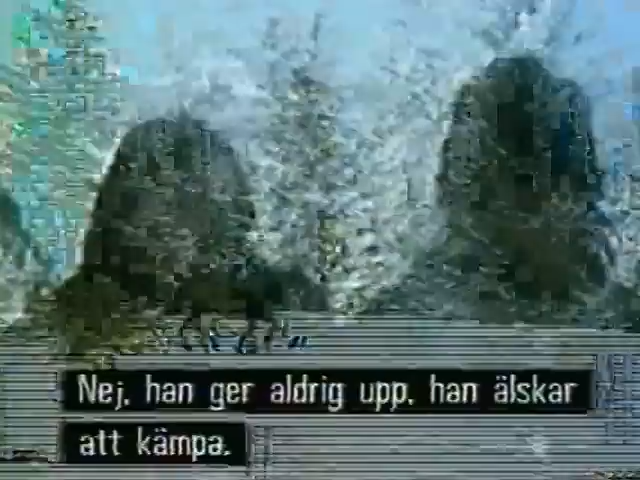 Nej, han ger aldrig upp, han älskar
att kämpa.